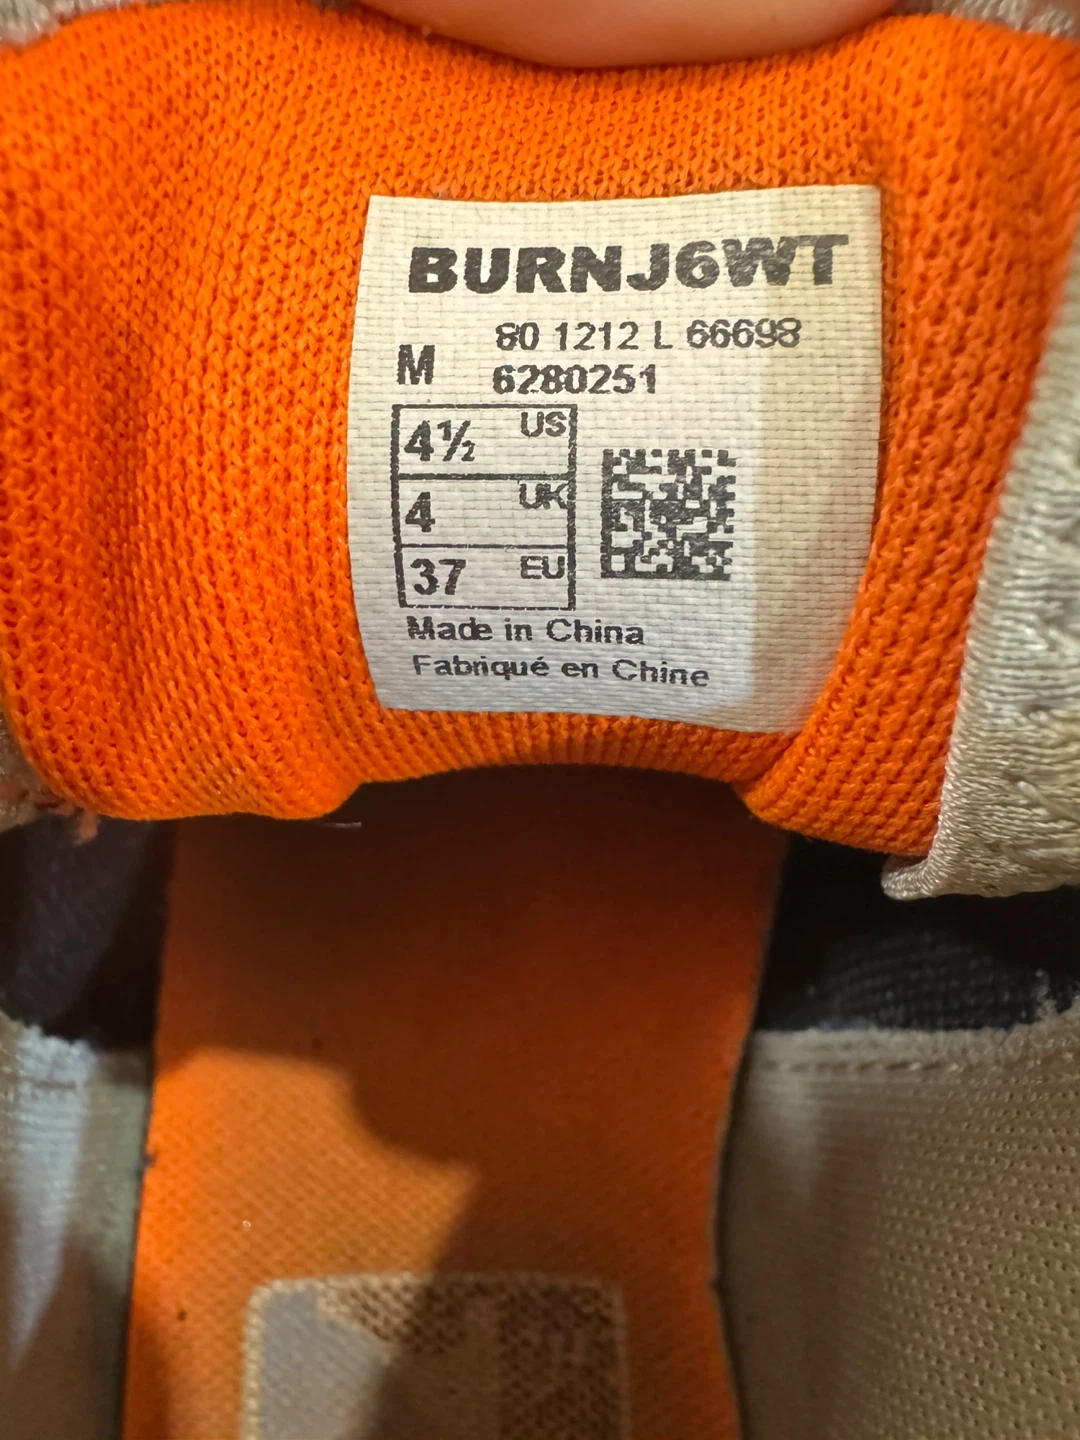 BURNJ6WT
80 1212 L 66698
M 6280251
4½ US
4 UK
37 EU
Made in China
Fabriqué en Chine